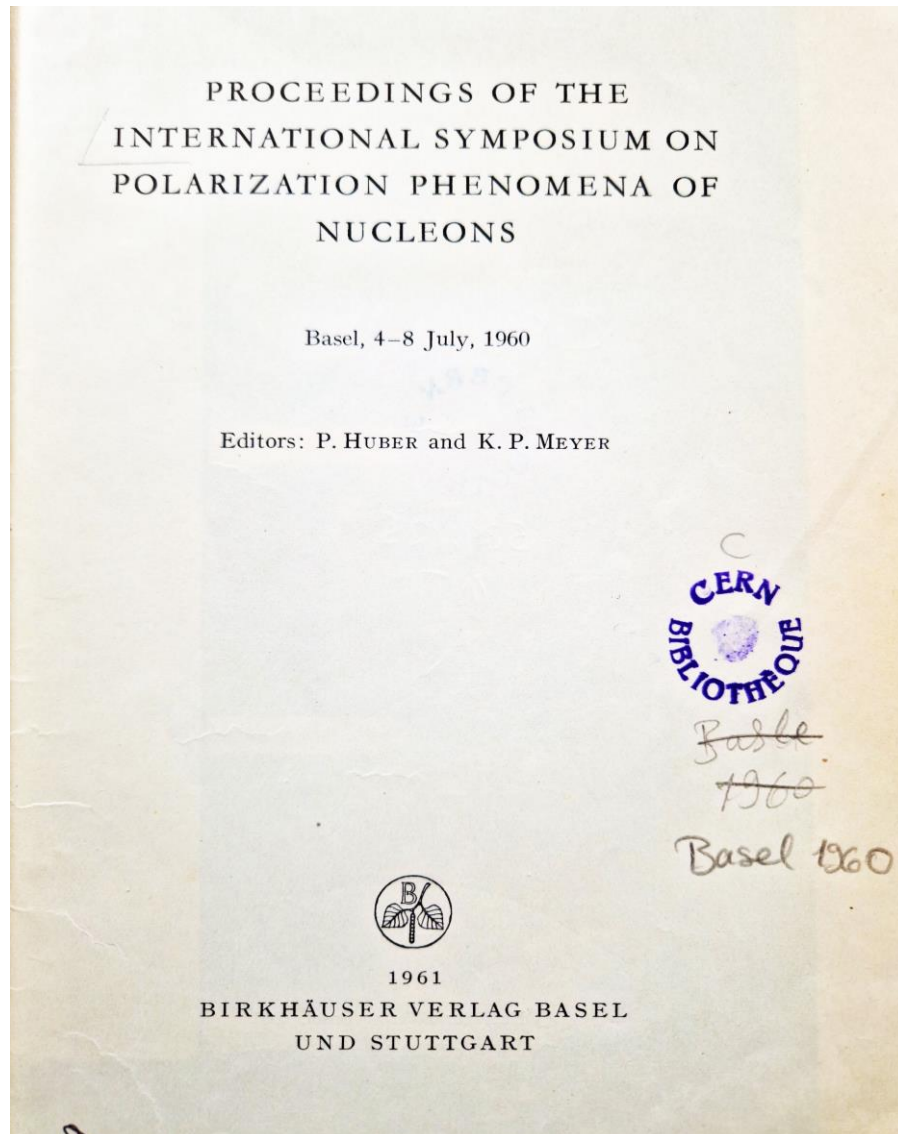 PROCEEDINGS OF THE
INTERNATIONAL SYMPOSIUM ON
POLARIZATION PHENOMENA OF
NUCLEONS
Basel, 4–8 July, 1960
Editors: P. HUBER and K. P. MEYER
C
CERN
BIBLIOTHÈQUE
Basle
1960
Basel 1960
B
1961
BIRKHÄUSER VERLAG BASEL
UND STUTTGART